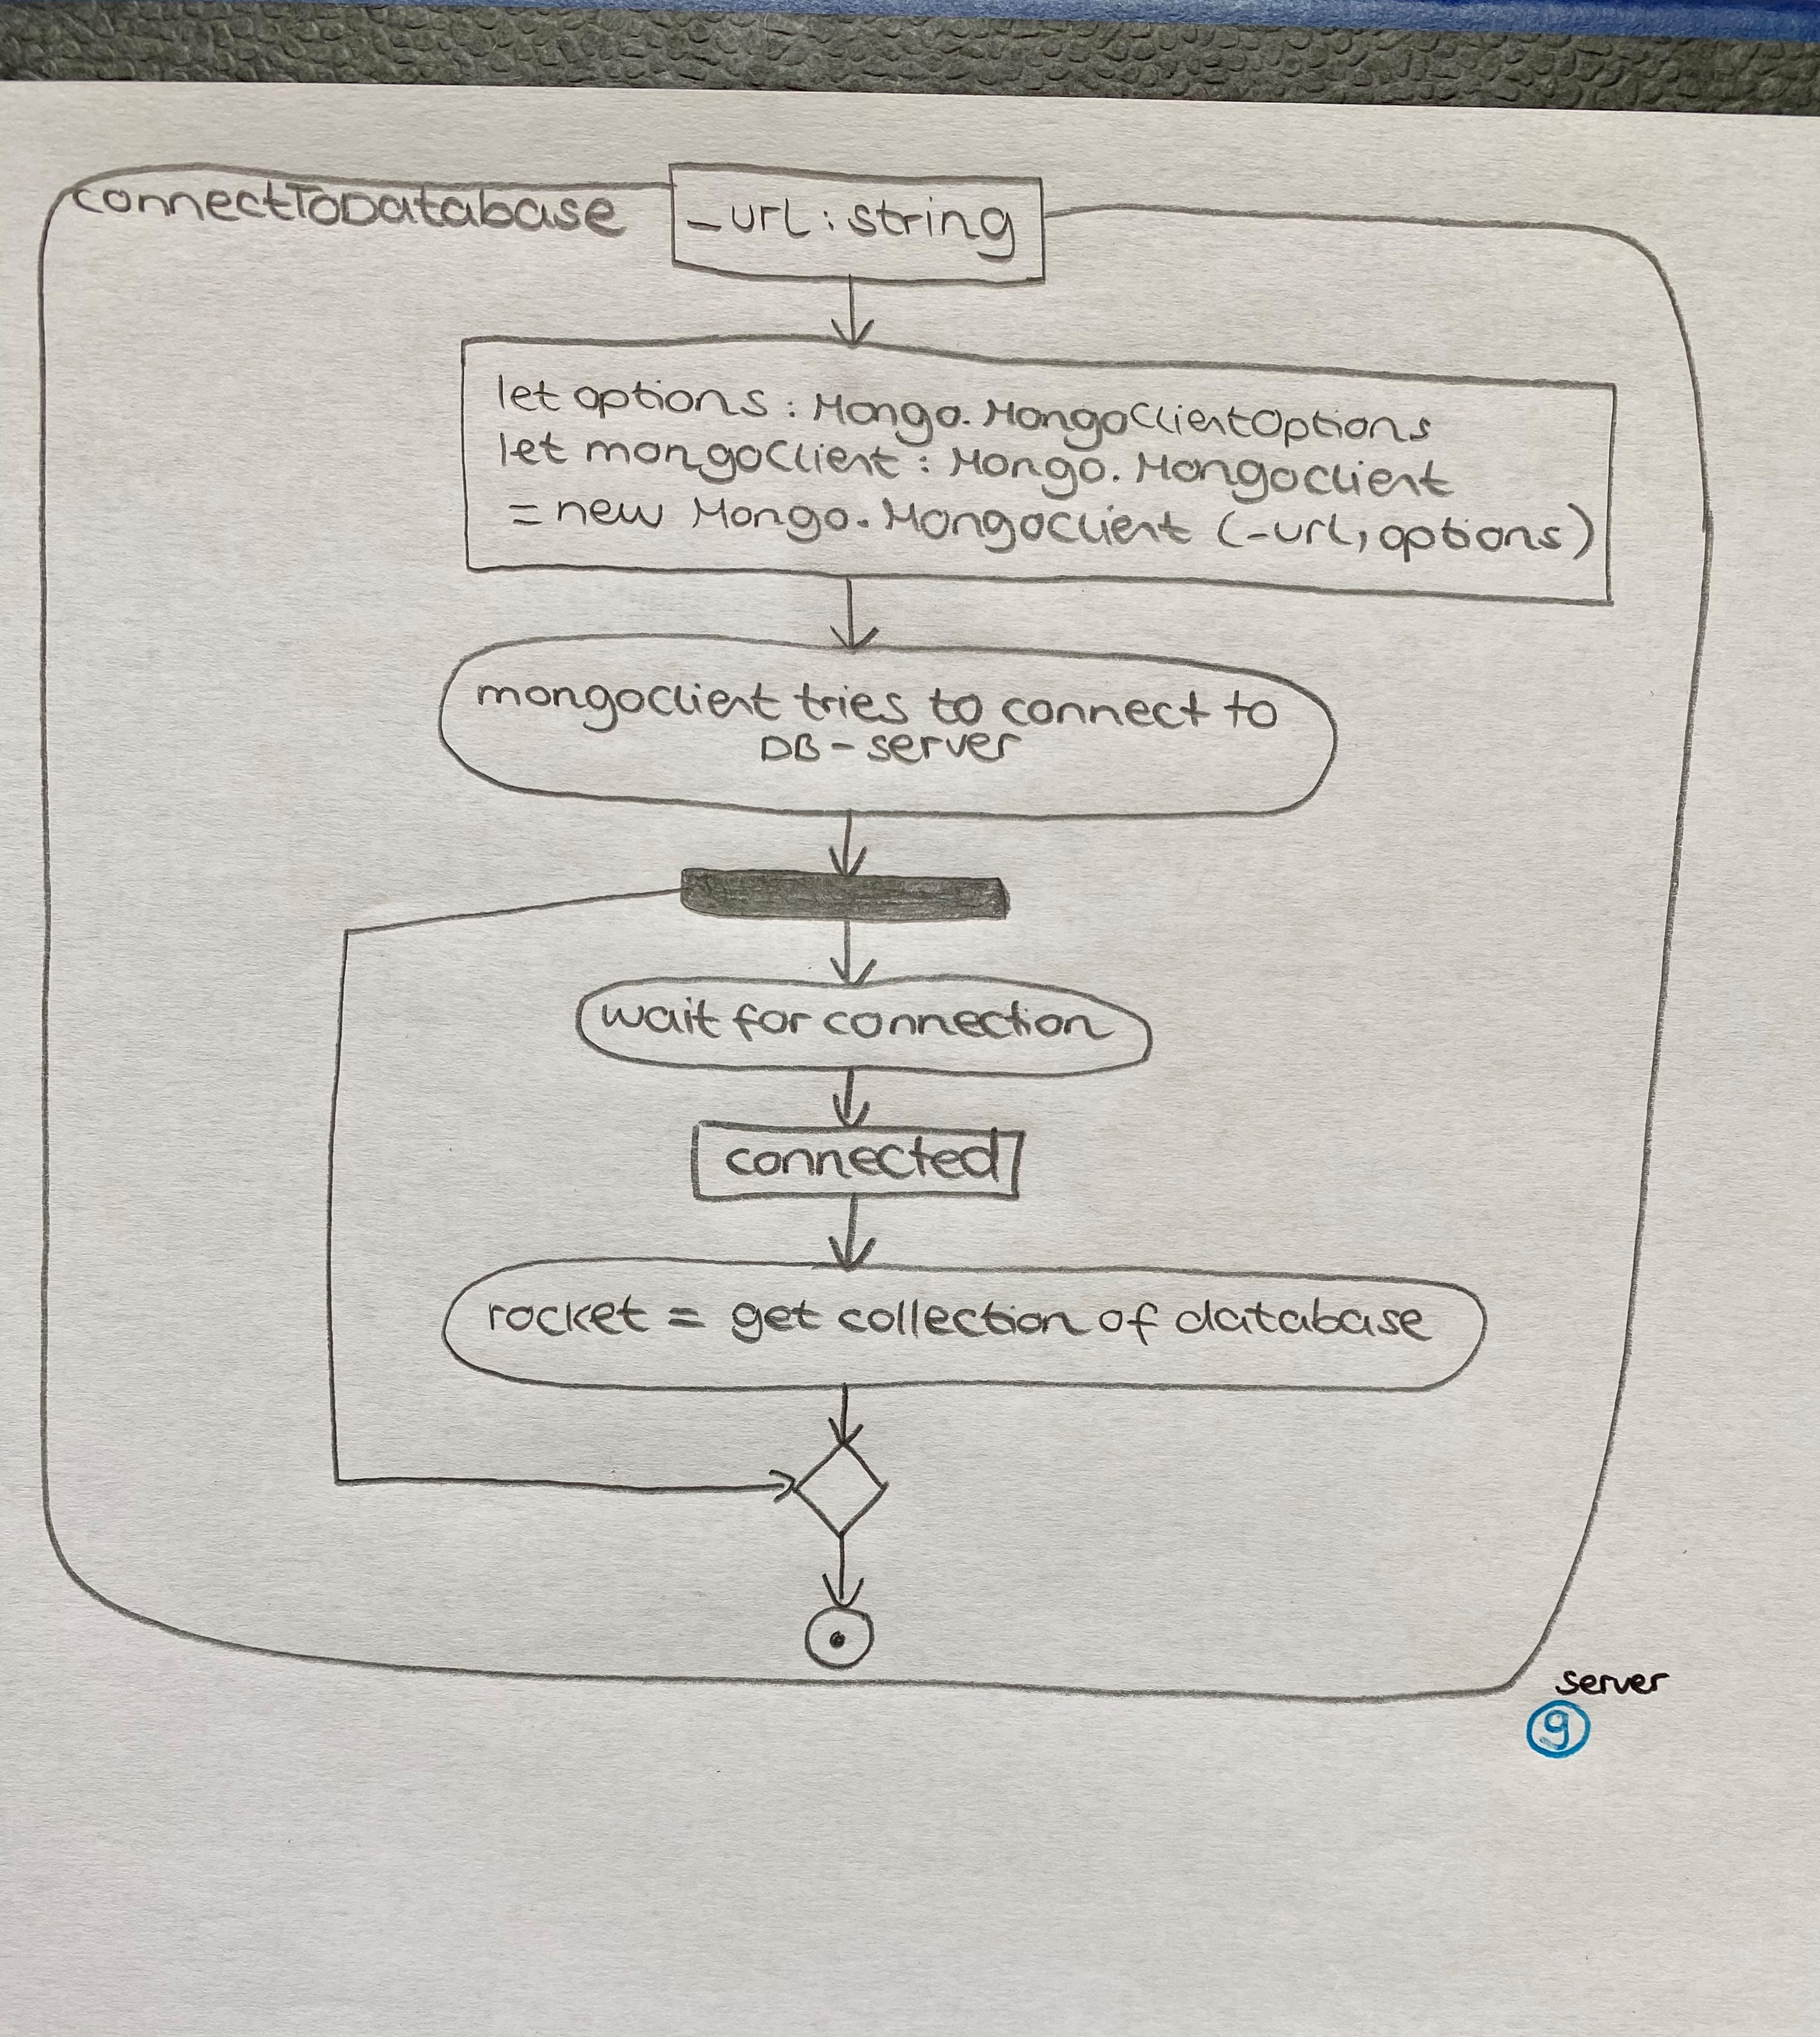 connectToDatabase
_url: string
let options: Mongo.MongoClientOptions
let mongoClient: Mongo.MongoClient
= new Mongo.MongoClient (_url, options)
mongoClient tries to connect to
DB-server
wait for connection
connected
rocket = get collection of database
server
9